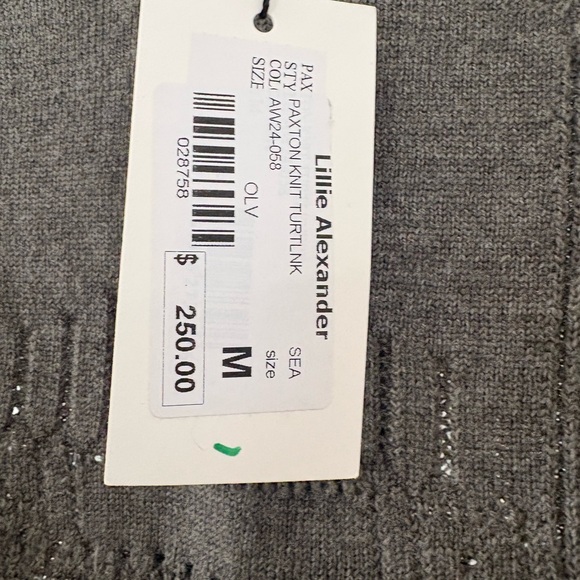 PAX
STY
COL
SIZE
Lillie Alexander
PAXTON KNIT TURTLNK SEA
AW24-058 size
OLV M
028758
$ 250.00